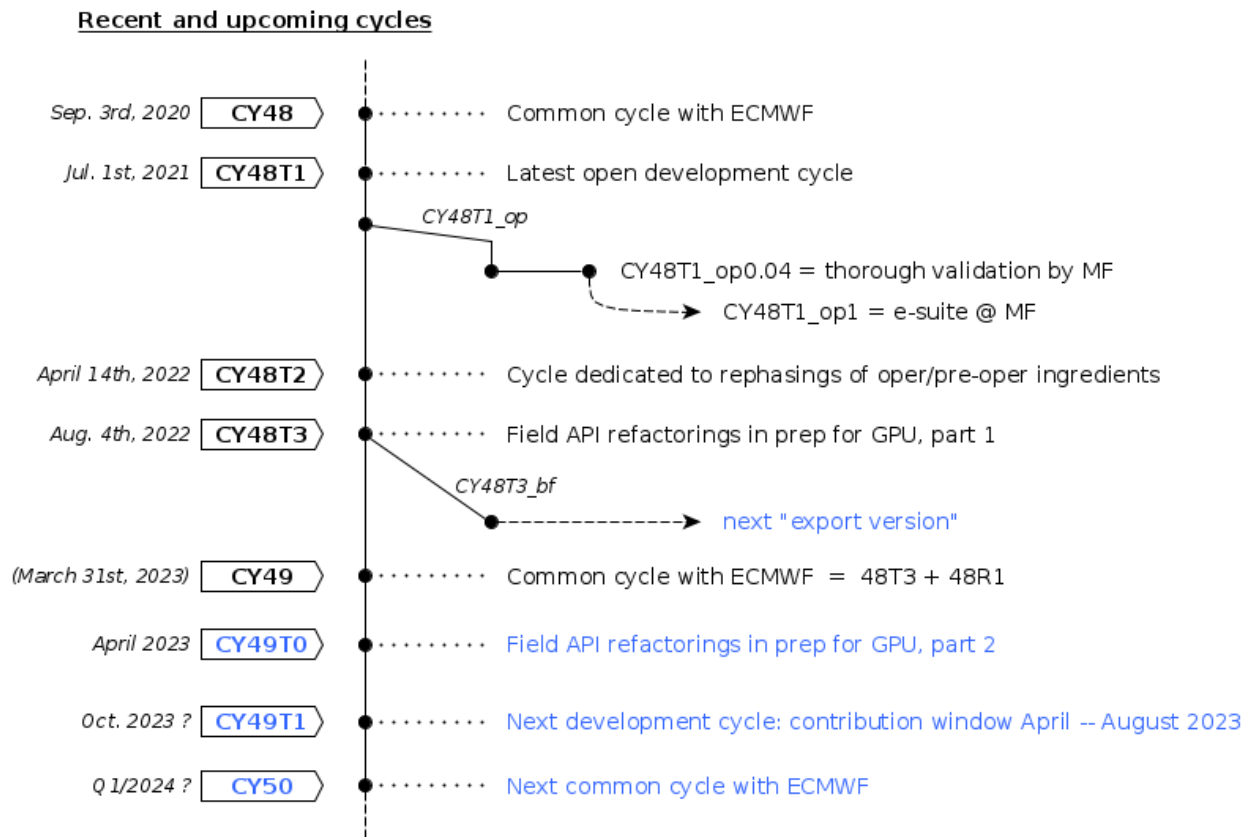 Recent and upcoming cycles
Sep. 3rd, 2020 CY48 Common cycle with ECMWF
Jul. 1st, 2021 CY48T1 Latest open development cycle
CY48T1_op
CY48T1_op0.04 = thorough validation by MF
CY48T1_op1 = e-suite @ MF
April 14th, 2022 CY48T2 Cycle dedicated to rephasings of oper/pre-oper ingredients
Aug. 4th, 2022 CY48T3 Field API refactorings in prep for GPU, part 1
CY48T3_bf
next "export version"
(March 31st, 2023) CY49 Common cycle with ECMWF = 48T3 + 48R1
April 2023 CY49T0 Field API refactorings in prep for GPU, part 2
Oct. 2023 ? CY49T1 Next development cycle: contribution window April -- August 2023
Q1/2024 ? CY50 Next common cycle with ECMWF